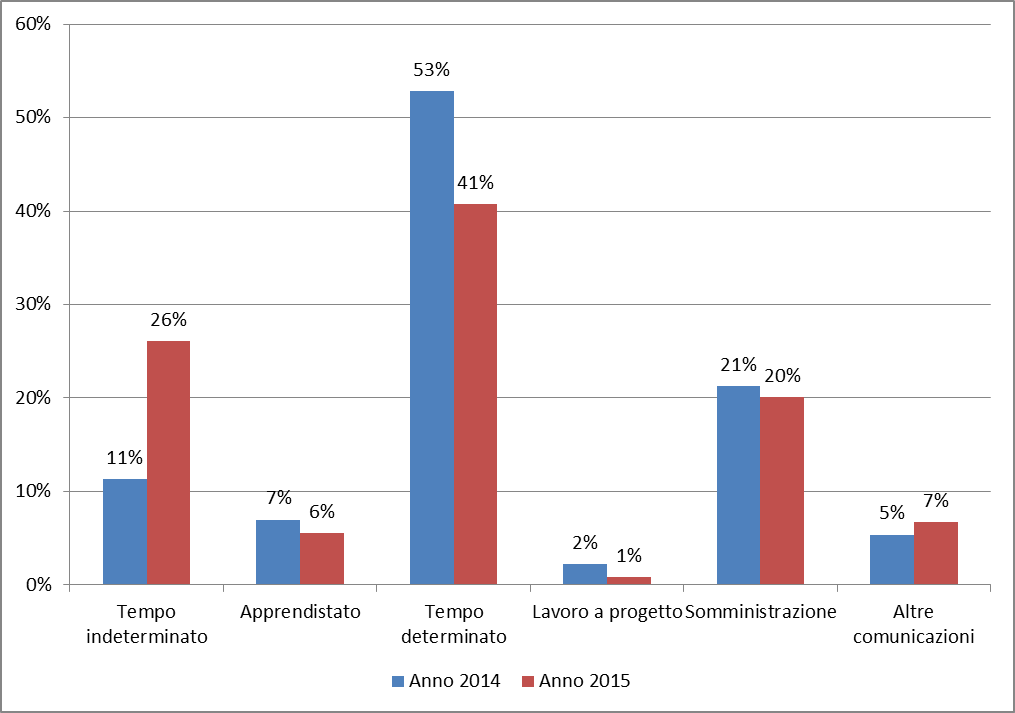 60%
53%
50%
41%
40%
30%
26%
21%
20%
20%
11%
10%
7%
6%
2%
1%
5%
7%
0%
Tempo indeterminato
Apprendistato
Tempo determinato
Lavoro a progetto
Somministrazione
Altre comunicazioni
Anno 2014
Anno 2015